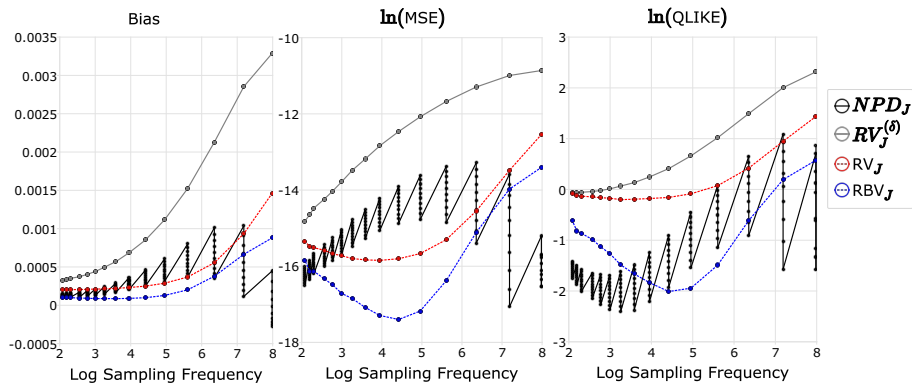 Bias
ln(MSE)
ln(QLIKE)
0.0035
0.003
0.0025
0.002
0.0015
0.001
0.0005
0
-0.0005
2 3 4 5 6 7 8
Log Sampling Frequency
-10
-12
-14
-16
-18
2 3 4 5 6 7 8
Log Sampling Frequency
3
2
1
0
-1
-2
-3
2 3 4 5 6 7 8
Log Sampling Frequency
NPD_J
RV_J^(δ)
RV_J
RBV_J